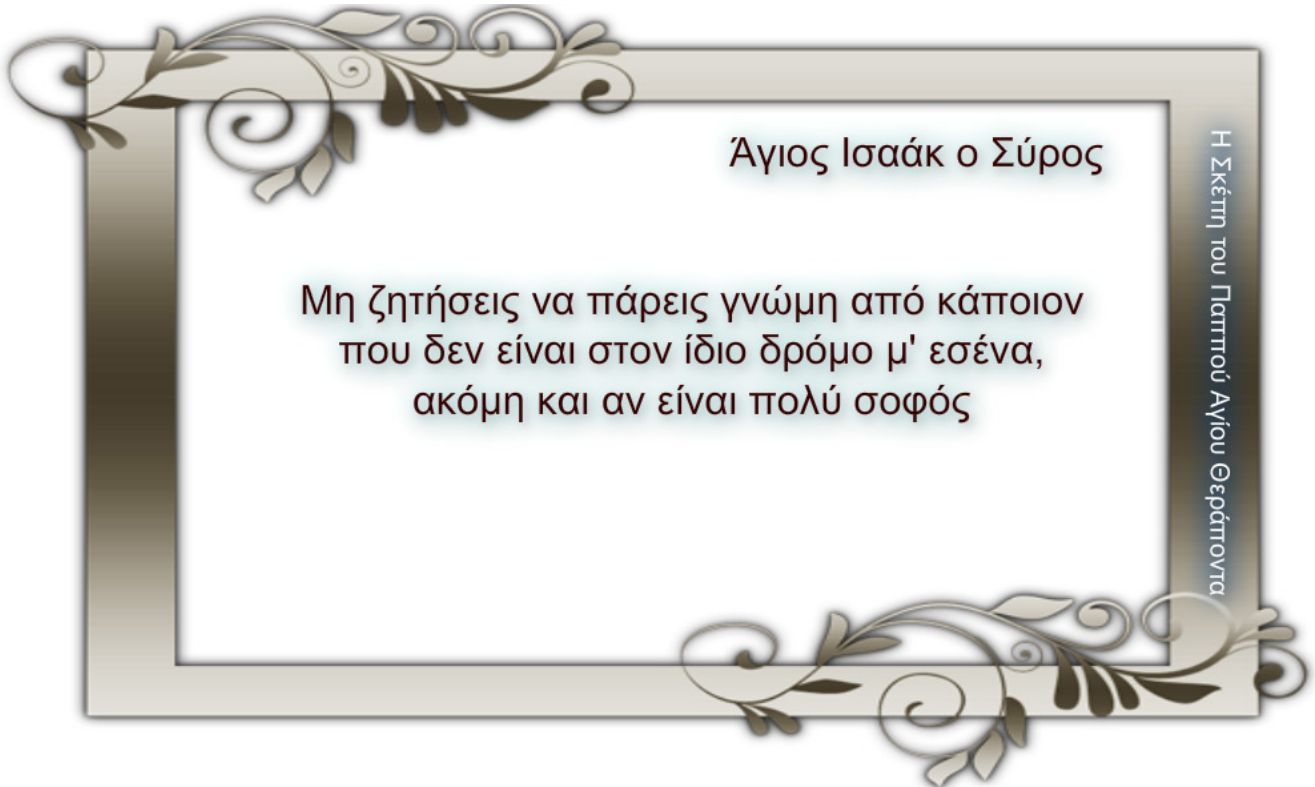 Άγιος Ισαάκ ο Σύρος
Μη ζητήσεις να πάρεις γνώμη από κάποιον
που δεν είναι στον ίδιο δρόμο μ' εσένα,
ακόμη και αν είναι πολύ σοφός
Η Σκέπη του Παππού Αγίου Θεράποντα